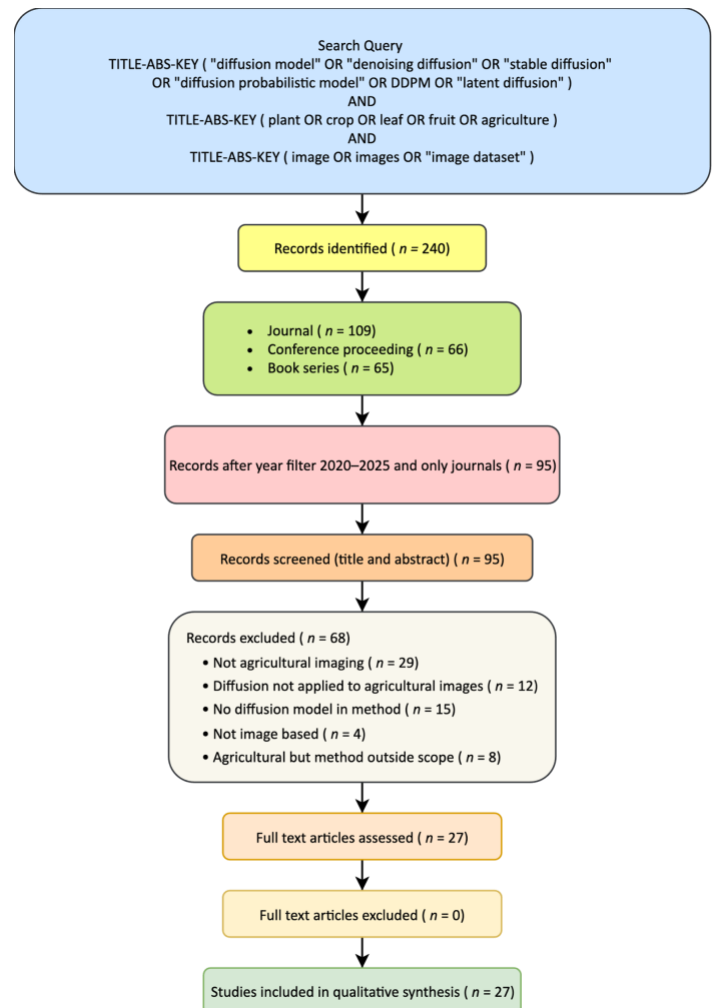 Search Query
TITLE-ABS-KEY ( "diffusion model" OR "denoising diffusion" OR "stable diffusion"
OR "diffusion probabilistic model" OR DDPM OR "latent diffusion" )
AND
TITLE-ABS-KEY ( plant OR crop OR leaf OR fruit OR agriculture )
AND
TITLE-ABS-KEY ( image OR images OR "image dataset" )
Records identified ( n = 240)
• Journal ( n = 109)
• Conference proceeding ( n = 66)
• Book series ( n = 65)
Records after year filter 2020–2025 and only journals ( n = 95)
Records screened (title and abstract) ( n = 95)
Records excluded ( n = 68)
• Not agricultural imaging ( n = 29)
• Diffusion not applied to agricultural images ( n = 12)
• No diffusion model in method ( n = 15)
• Not image based ( n = 4)
• Agricultural but method outside scope ( n = 8)
Full text articles assessed ( n = 27)
Full text articles excluded ( n = 0)
Studies included in qualitative synthesis ( n = 27)